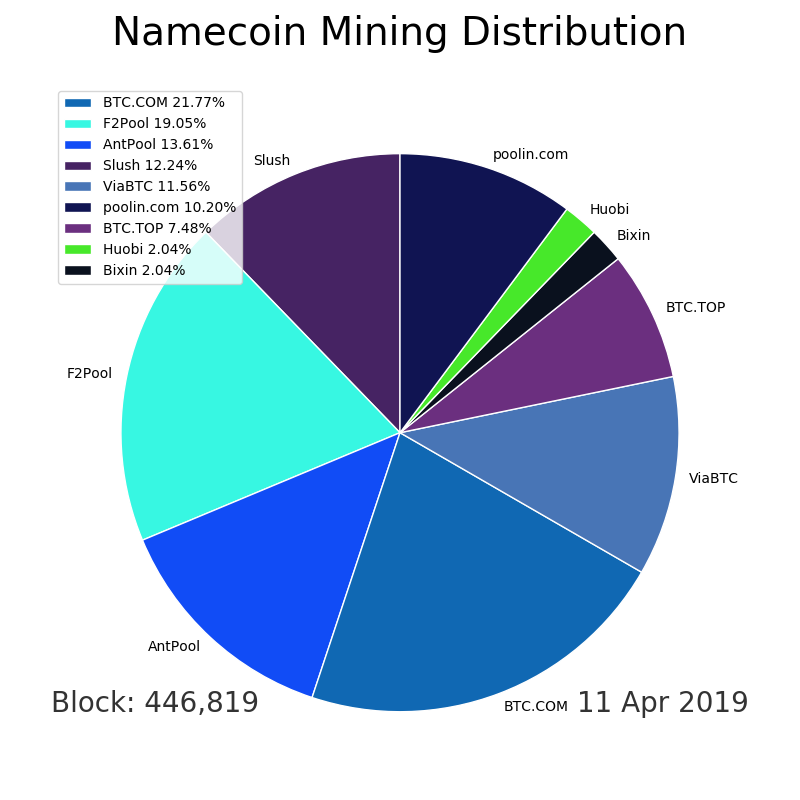 Namecoin Mining Distribution
BTC.COM 21.77%
F2Pool 19.05%
AntPool 13.61%
Slush 12.24%
ViaBTC 11.56%
poolin.com 10.20%
BTC.TOP 7.48%
Huobi 2.04%
Bixin 2.04%
Slush
poolin.com
Huobi
Bixin
BTC.TOP
F2Pool
ViaBTC
AntPool
BTC.COM
Block: 446,819
11 Apr 2019